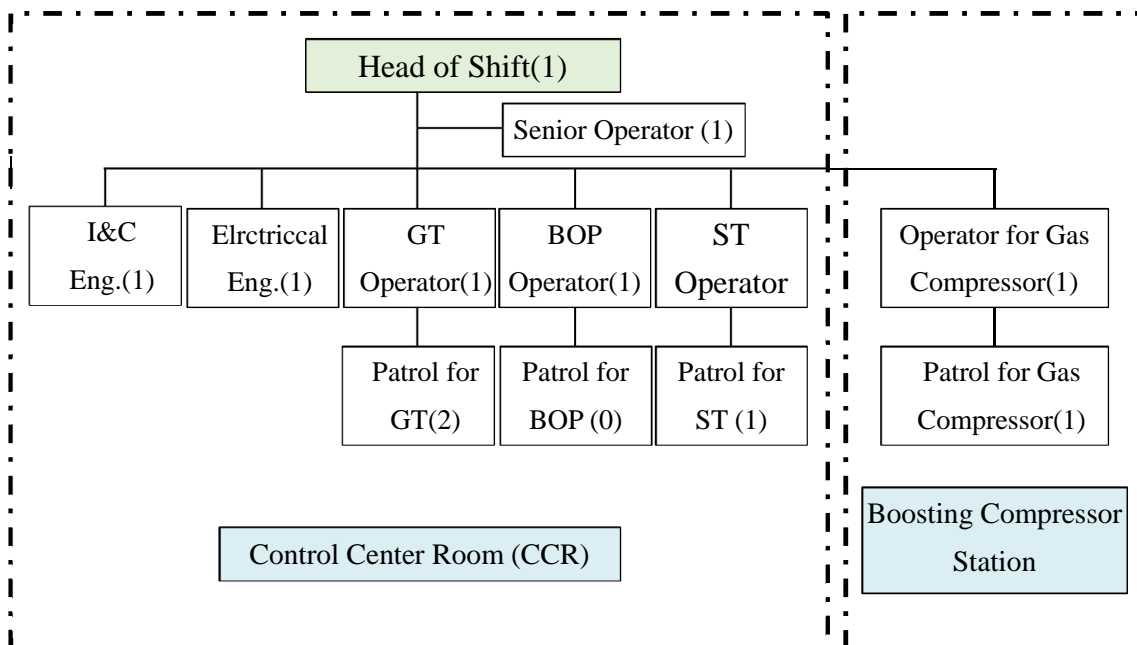 Head of Shift(1)
Senior Operator (1)
I&C
Eng.(1)
Elrctriccal
Eng.(1)
GT
Operator(1)
BOP
Operator(1)
ST
Operator
Operator for Gas
Compressor(1)
Patrol for
GT(2)
Patrol for
BOP (0)
Patrol for
ST (1)
Patrol for Gas
Compressor(1)
Control Center Room (CCR)
Boosting Compressor
Station